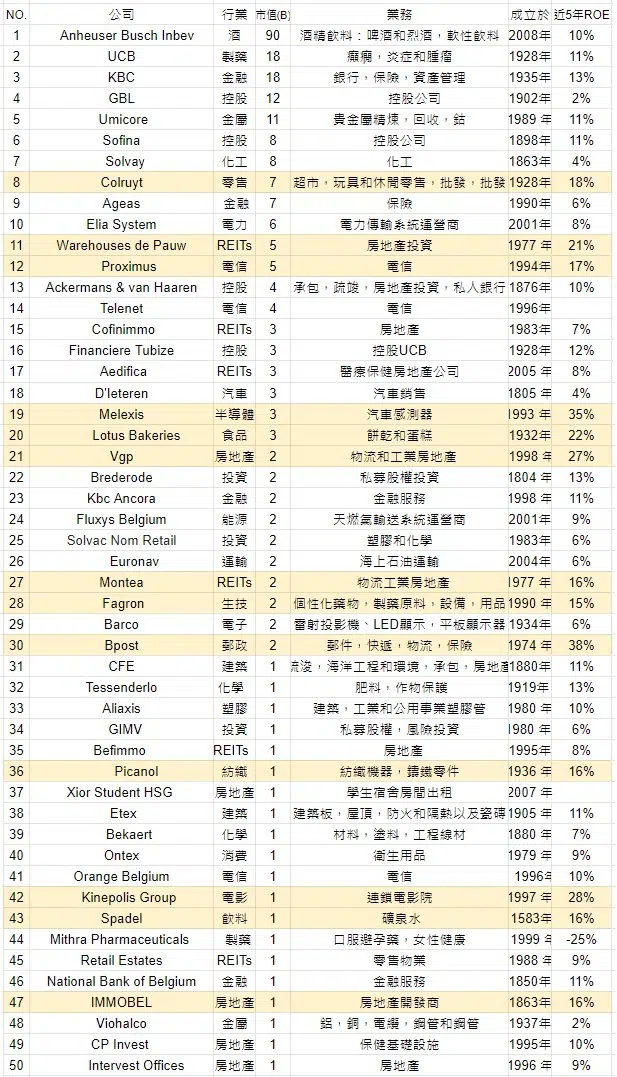 NO. 公司 行業 市值(B) 業務 成立於 近5年ROE
1 Anheuser Busch Inbev 酒 90 酒精飲料：啤酒和烈酒，軟性飲料 2008年 10%
2 UCB 製藥 18 癲癇，炎症和腫瘤 1928年 11%
3 KBC 金融 18 銀行，保險，資產管理 1935年 13%
4 GBL 控股 12 控股公司 1902年 2%
5 Umicore 金屬 11 貴金屬精煉，回收，鈷 1989 年 11%
6 Sofina 控股 8 控股公司 1898年 11%
7 Solvay 化工 8 化工 1863年 4%
8 Colruyt 零售 7 超市，玩具和休閒零售，批發，批發 1928年 18%
9 Ageas 金融 7 保險 1990年 6%
10 Elia System 電力 6 電力傳輸系統運營商 2001年 8%
11 Warehouses de Pauw REITs 5 房地產投資 1977 年 21%
12 Proximus 電信 5 電信 1994年 17%
13 Ackermans & van Haaren 控股 4 承包，疏竣，房地產投資，私人銀行 1876年 10%
14 Telenet 電信 4 電信 1996年
15 Cofinimmo REITs 3 房地產 1983年 7%
16 Financiere Tubize 控股 3 控股UCB 1928年 12%
17 Aedifica REITs 3 醫療保健房地產公司 2005 年 8%
18 D'Ieteren 汽車 3 汽車銷售 1805 年 4%
19 Melexis 半導體 3 汽車感測器 1993 年 35%
20 Lotus Bakeries 食品 3 餅乾和蛋糕 1932年 22%
21 Vgp 房地產 2 物流和工業房地產 1998 年 27%
22 Brederode 投資 2 私募股權投資 1804 年 13%
23 Kbc Ancora 金融 2 金融服務 1998 年 11%
24 Fluxys Belgium 能源 2 天燃氣輸送系統運營商 2001年 9%
25 Solvac Nom Retail 投資 2 塑膠和化學 1983年 6%
26 Euronav 運輸 2 海上石油運輸 2004年 6%
27 Montea REITs 2 物流工業房地產 1977 年 16%
28 Fagron 生技 2 個性化藥物，製藥原料，設備，用品 1990 年 15%
29 Barco 電子 2 雷射投影機、LED顯示，平板顯示器 1934年 6%
30 Bpost 郵政 2 郵件，快遞，物流，保險 1974 年 38%
31 CFE 建築 1 流浚，海洋工程和環境，承包，房地產 1880年 11%
32 Tessenderlo 化學 1 肥料，作物保護 1919年 13%
33 Aliaxis 塑膠 1 建築，工業和公用事業塑膠管 1980 年 10%
34 GIMV 投資 1 私募股權，風險投資 1980 年 6%
35 Befimmo REITs 1 房地產 1995年 8%
36 Picanol 紡織 1 紡織機器，鑄鐵零件 1936 年 16%
37 Xior Student HSG 房地產 1 學生宿舍房間出租 2007 年
38 Etex 建築 1 建築板，屋頂，防火和隔熱以及瓷磚 1905 年 11%
39 Bekaert 化學 1 材料，塗料，工程線材 1880 年 7%
40 Ontex 消費 1 衛生用品 1979 年 9%
41 Orange Belgium 電信 1 電信 1996年 10%
42 Kinepolis Group 電影 1 連鎖電影院 1997 年 28%
43 Spadel 飲料 1 礦泉水 1583年 16%
44 Mithra Pharmaceuticals 製藥 1 口服避孕藥，女性健康 1999 年 -25%
45 Retail Estates REITs 1 零售物業 1988 年 9%
46 National Bank of Belgium 金融 1 金融服務 1850年 11%
47 IMMOBEL 房地產 1 房地產開發商 1863年 16%
48 Viohalco 金屬 1 鋁，銅，電纜，鋼管和銅管 1937年 2%
49 CP Invest 房地產 1 保健基礎設施 1995年 10%
50 Intervest Offices 房地產 1 房地產 1996 年 9%